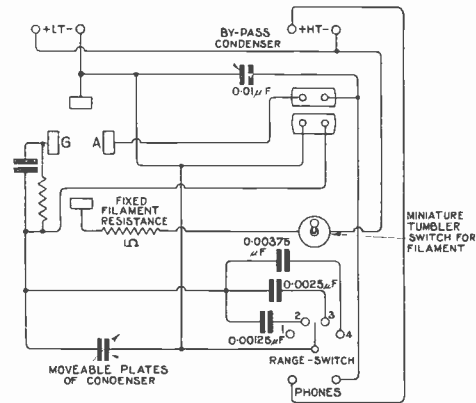 +LT-
BY-PASS
CONDENSER
+HT-
0·01μF
G
A
FIXED
FILAMENT
RESISTANCE
1Ω
MINIATURE
TUMBLER
SWITCH FOR
FILAMENT
0·00375
μF
0·0025μF
2
3
1
4
0·00125μF
RANGE-SWITCH
MOVEABLE PLATES
OF CONDENSER
PHONES